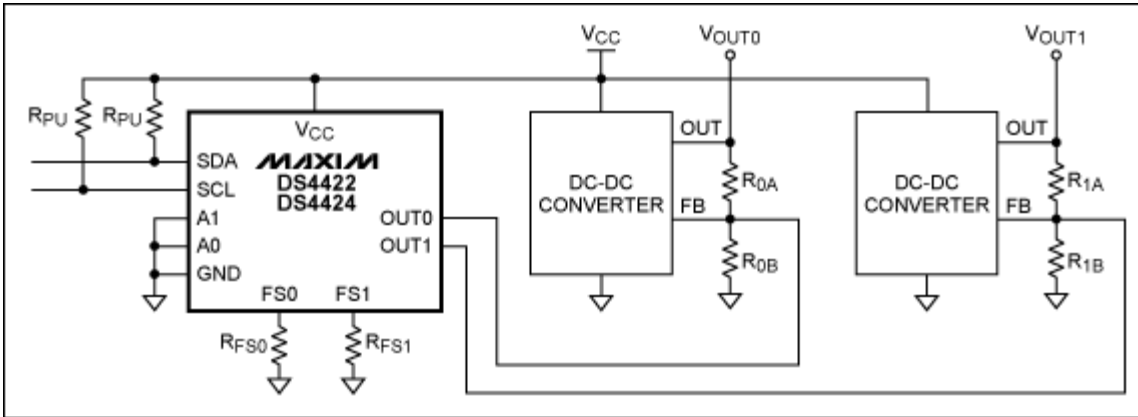 VCC VOUT0 VOUT1
RPU RPU VCC
SDA MAXIM OUT OUT
SCL DS4422 DC-DC CONVERTER R0A DC-DC CONVERTER R1A
DS4424
A1 OUT0 FB FB
A0 OUT1 R0B R1B
GND
FS0 FS1
RFS0 RFS1